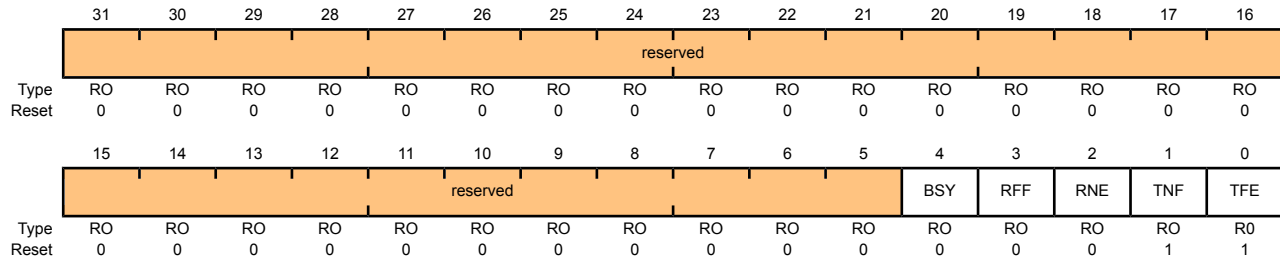 31 30 29 28 27 26 25 24 23 22 21 20 19 18 17 16
reserved
Type RO RO RO RO RO RO RO RO RO RO RO RO RO RO RO RO
Reset 0 0 0 0 0 0 0 0 0 0 0 0 0 0 0 0
15 14 13 12 11 10 9 8 7 6 5 4 3 2 1 0
reserved BSY RFF RNE TNF TFE
Type RO RO RO RO RO RO RO RO RO RO RO RO RO RO RO R0
Reset 0 0 0 0 0 0 0 0 0 0 0 0 0 0 1 1